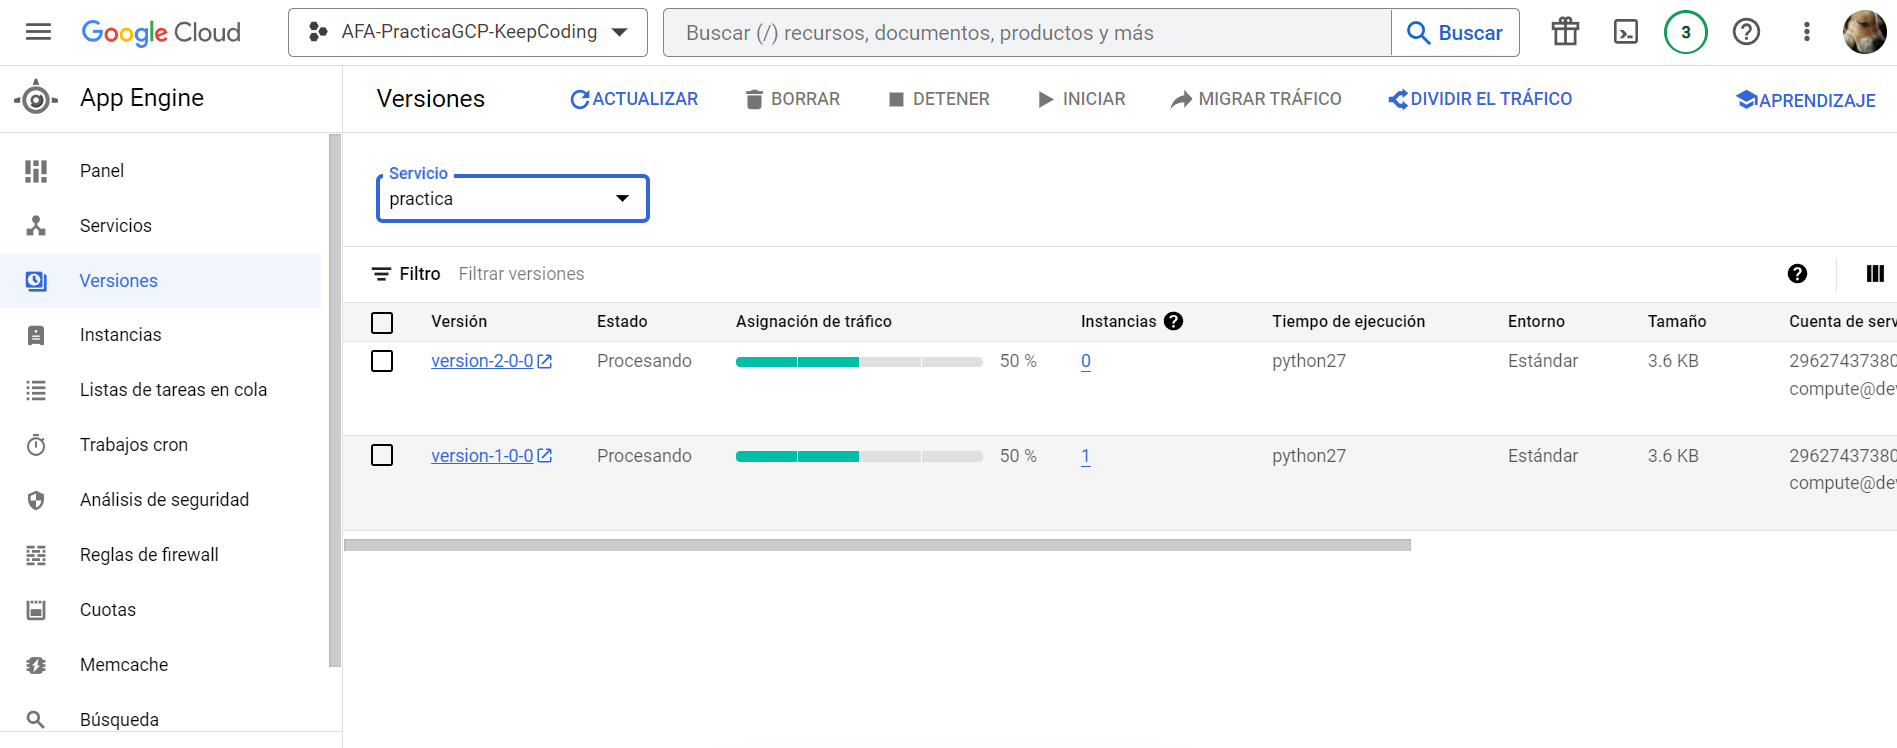 Google Cloud
AFA-PracticaGCP-KeepCoding
Buscar (/) recursos, documentos, productos y más
Buscar
3
App Engine
Versiones
ACTUALIZAR
BORRAR
DETENER
INICIAR
MIGRAR TRÁFICO
DIVIDIR EL TRÁFICO
APRENDIZAJE
Panel
Servicios
Versiones
Instancias
Listas de tareas en cola
Trabajos cron
Análisis de seguridad
Reglas de firewall
Cuotas
Memcache
Búsqueda
Servicio
practica
Filtro Filtrar versiones
Versión Estado Asignación de tráfico Instancias Tiempo de ejecución Entorno Tamaño Cuenta de serv
version-2-0-0 Procesando 50 % 0 python27 Estándar 3.6 KB 29627437380
compute@dev
version-1-0-0 Procesando 50 % 1 python27 Estándar 3.6 KB 29627437380
compute@dev